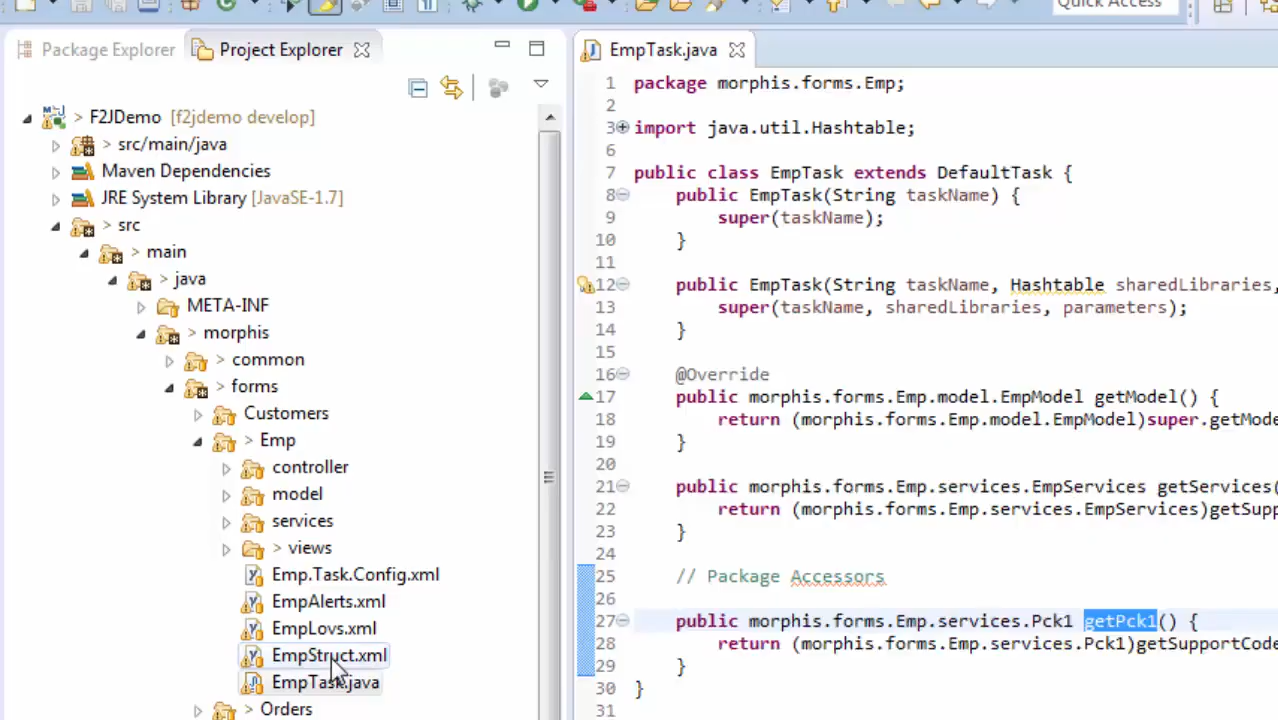 Quick Access
Package Explorer
Project Explorer
EmpTask.java
> F2JDemo [f2jdemo develop]
> src/main/java
Maven Dependencies
JRE System Library [JavaSE-1.7]
> src
> main
> java
META-INF
> morphis
> common
> forms
Customers
> Emp
controller
model
services
> views
Emp.Task.Config.xml
EmpAlerts.xml
EmpLovs.xml
EmpStruct.xml
EmpTask.java
> Orders
1 package morphis.forms.Emp;
2
3 import java.util.Hashtable;
6
7 public class EmpTask extends DefaultTask {
8 public EmpTask(String taskName) {
9 super(taskName);
10 }
11
12 public EmpTask(String taskName, Hashtable sharedLibraries,
13 super(taskName, sharedLibraries, parameters);
14 }
15
16 @Override
17 public morphis.forms.Emp.model.EmpModel getModel() {
18 return (morphis.forms.Emp.model.EmpModel)super.getMode
19 }
20
21 public morphis.forms.Emp.services.EmpServices getServices(
22 return (morphis.forms.Emp.services.EmpServices)getSupp
23 }
24
25 // Package Accessors
26
27 public morphis.forms.Emp.services.Pck1 getPck1() {
28 return (morphis.forms.Emp.services.Pck1)getSupportCode
29 }
30 }
31